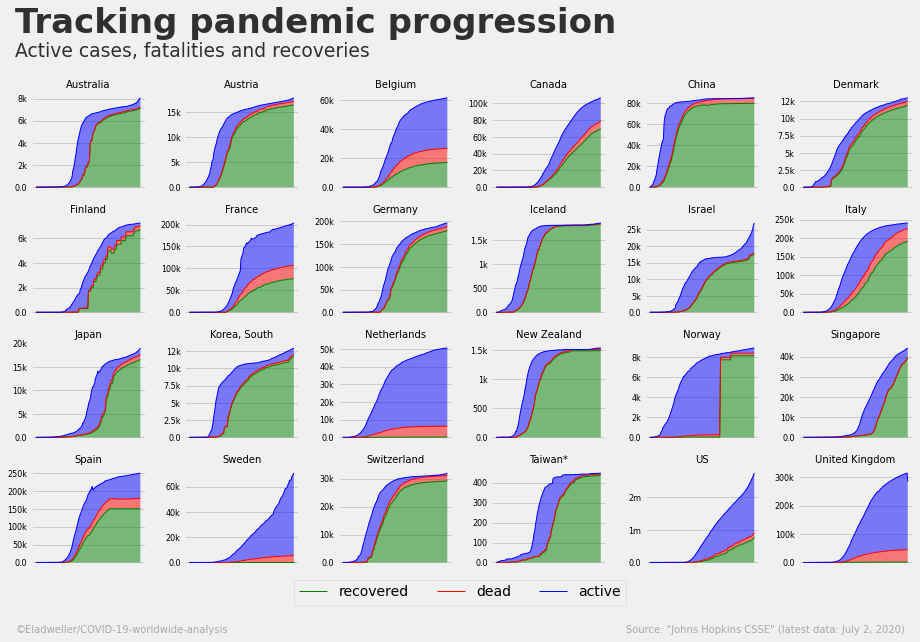 Tracking pandemic progression
Active cases, fatalities and recoveries
Australia Austria Belgium Canada China Denmark
8k 6k 4k 2k 0.0
15k 10k 5k 0.0
60k 40k 20k 0.0
100k 80k 60k 40k 20k 0.0
80k 60k 40k 20k 0.0
12k 10k 7.5k 5k 2.5k 0.0
Finland France Germany Iceland Israel Italy
6k 4k 2k 0.0
200k 150k 100k 50k 0.0
200k 150k 100k 50k 0.0
1.5k 1k 500 0.0
25k 20k 15k 10k 5k 0.0
250k 200k 150k 100k 50k 0.0
Japan Korea, South Netherlands New Zealand Norway Singapore
20k 15k 10k 5k 0.0
12k 10k 7.5k 5k 2.5k 0.0
50k 40k 30k 20k 10k 0.0
1.5k 1k 500 0.0
8k 6k 4k 2k 0.0
40k 30k 20k 10k 0.0
Spain Sweden Switzerland Taiwan* US United Kingdom
250k 200k 150k 100k 50k 0.0
60k 40k 20k 0.0
30k 20k 10k 0.0
400 300 200 100 0.0
2m 1m 0.0
300k 200k 100k 0.0
recovered dead active
©Eladweller/COVID-19-worldwide-analysis
Source: "Johns Hopkins CSSE" (latest data: July 2, 2020)